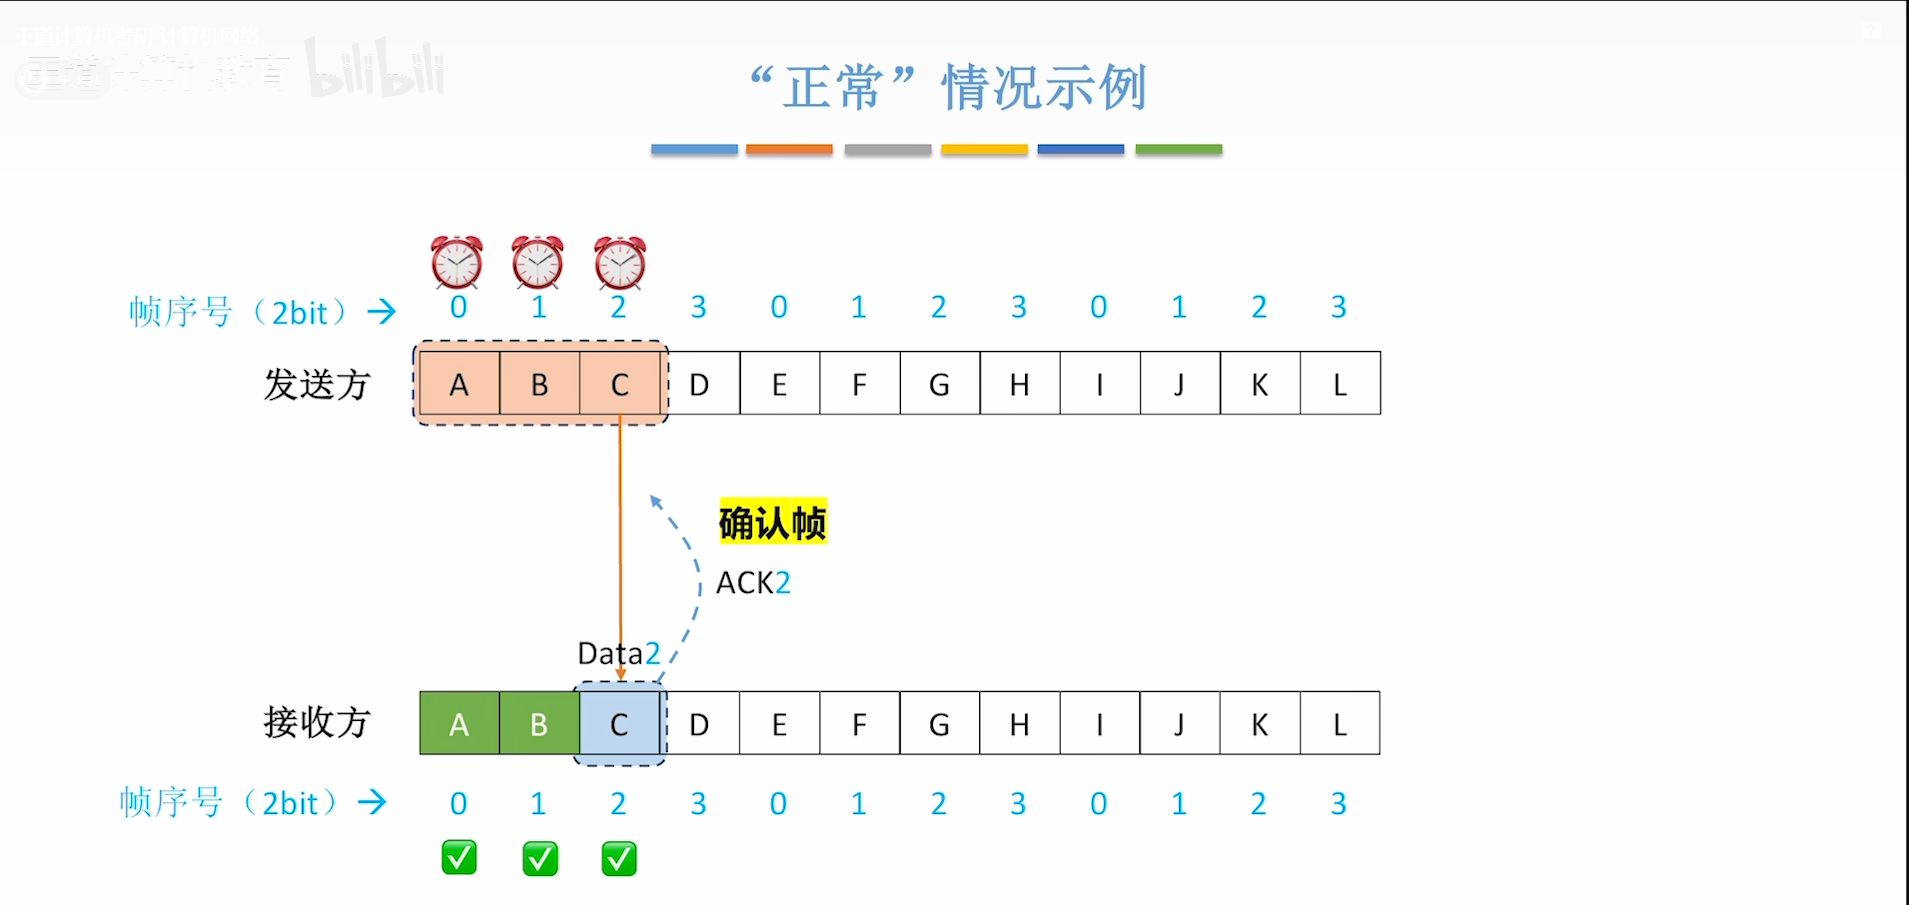 bilibili
“正常”情况示例
帧序号（2bit）→ 0 1 2 3 0 1 2 3 0 1 2 3
发送方 A B C D E F G H I J K L
确认帧
ACK2
Data2
接收方 A B C D E F G H I J K L
帧序号（2bit）→ 0 1 2 3 0 1 2 3 0 1 2 3